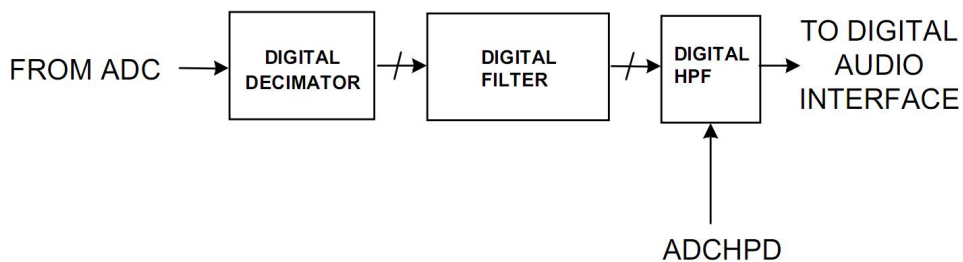 FROM ADC
DIGITAL
DECIMATOR
DIGITAL
FILTER
DIGITAL
HPF
TO DIGITAL
AUDIO
INTERFACE
ADCHPD